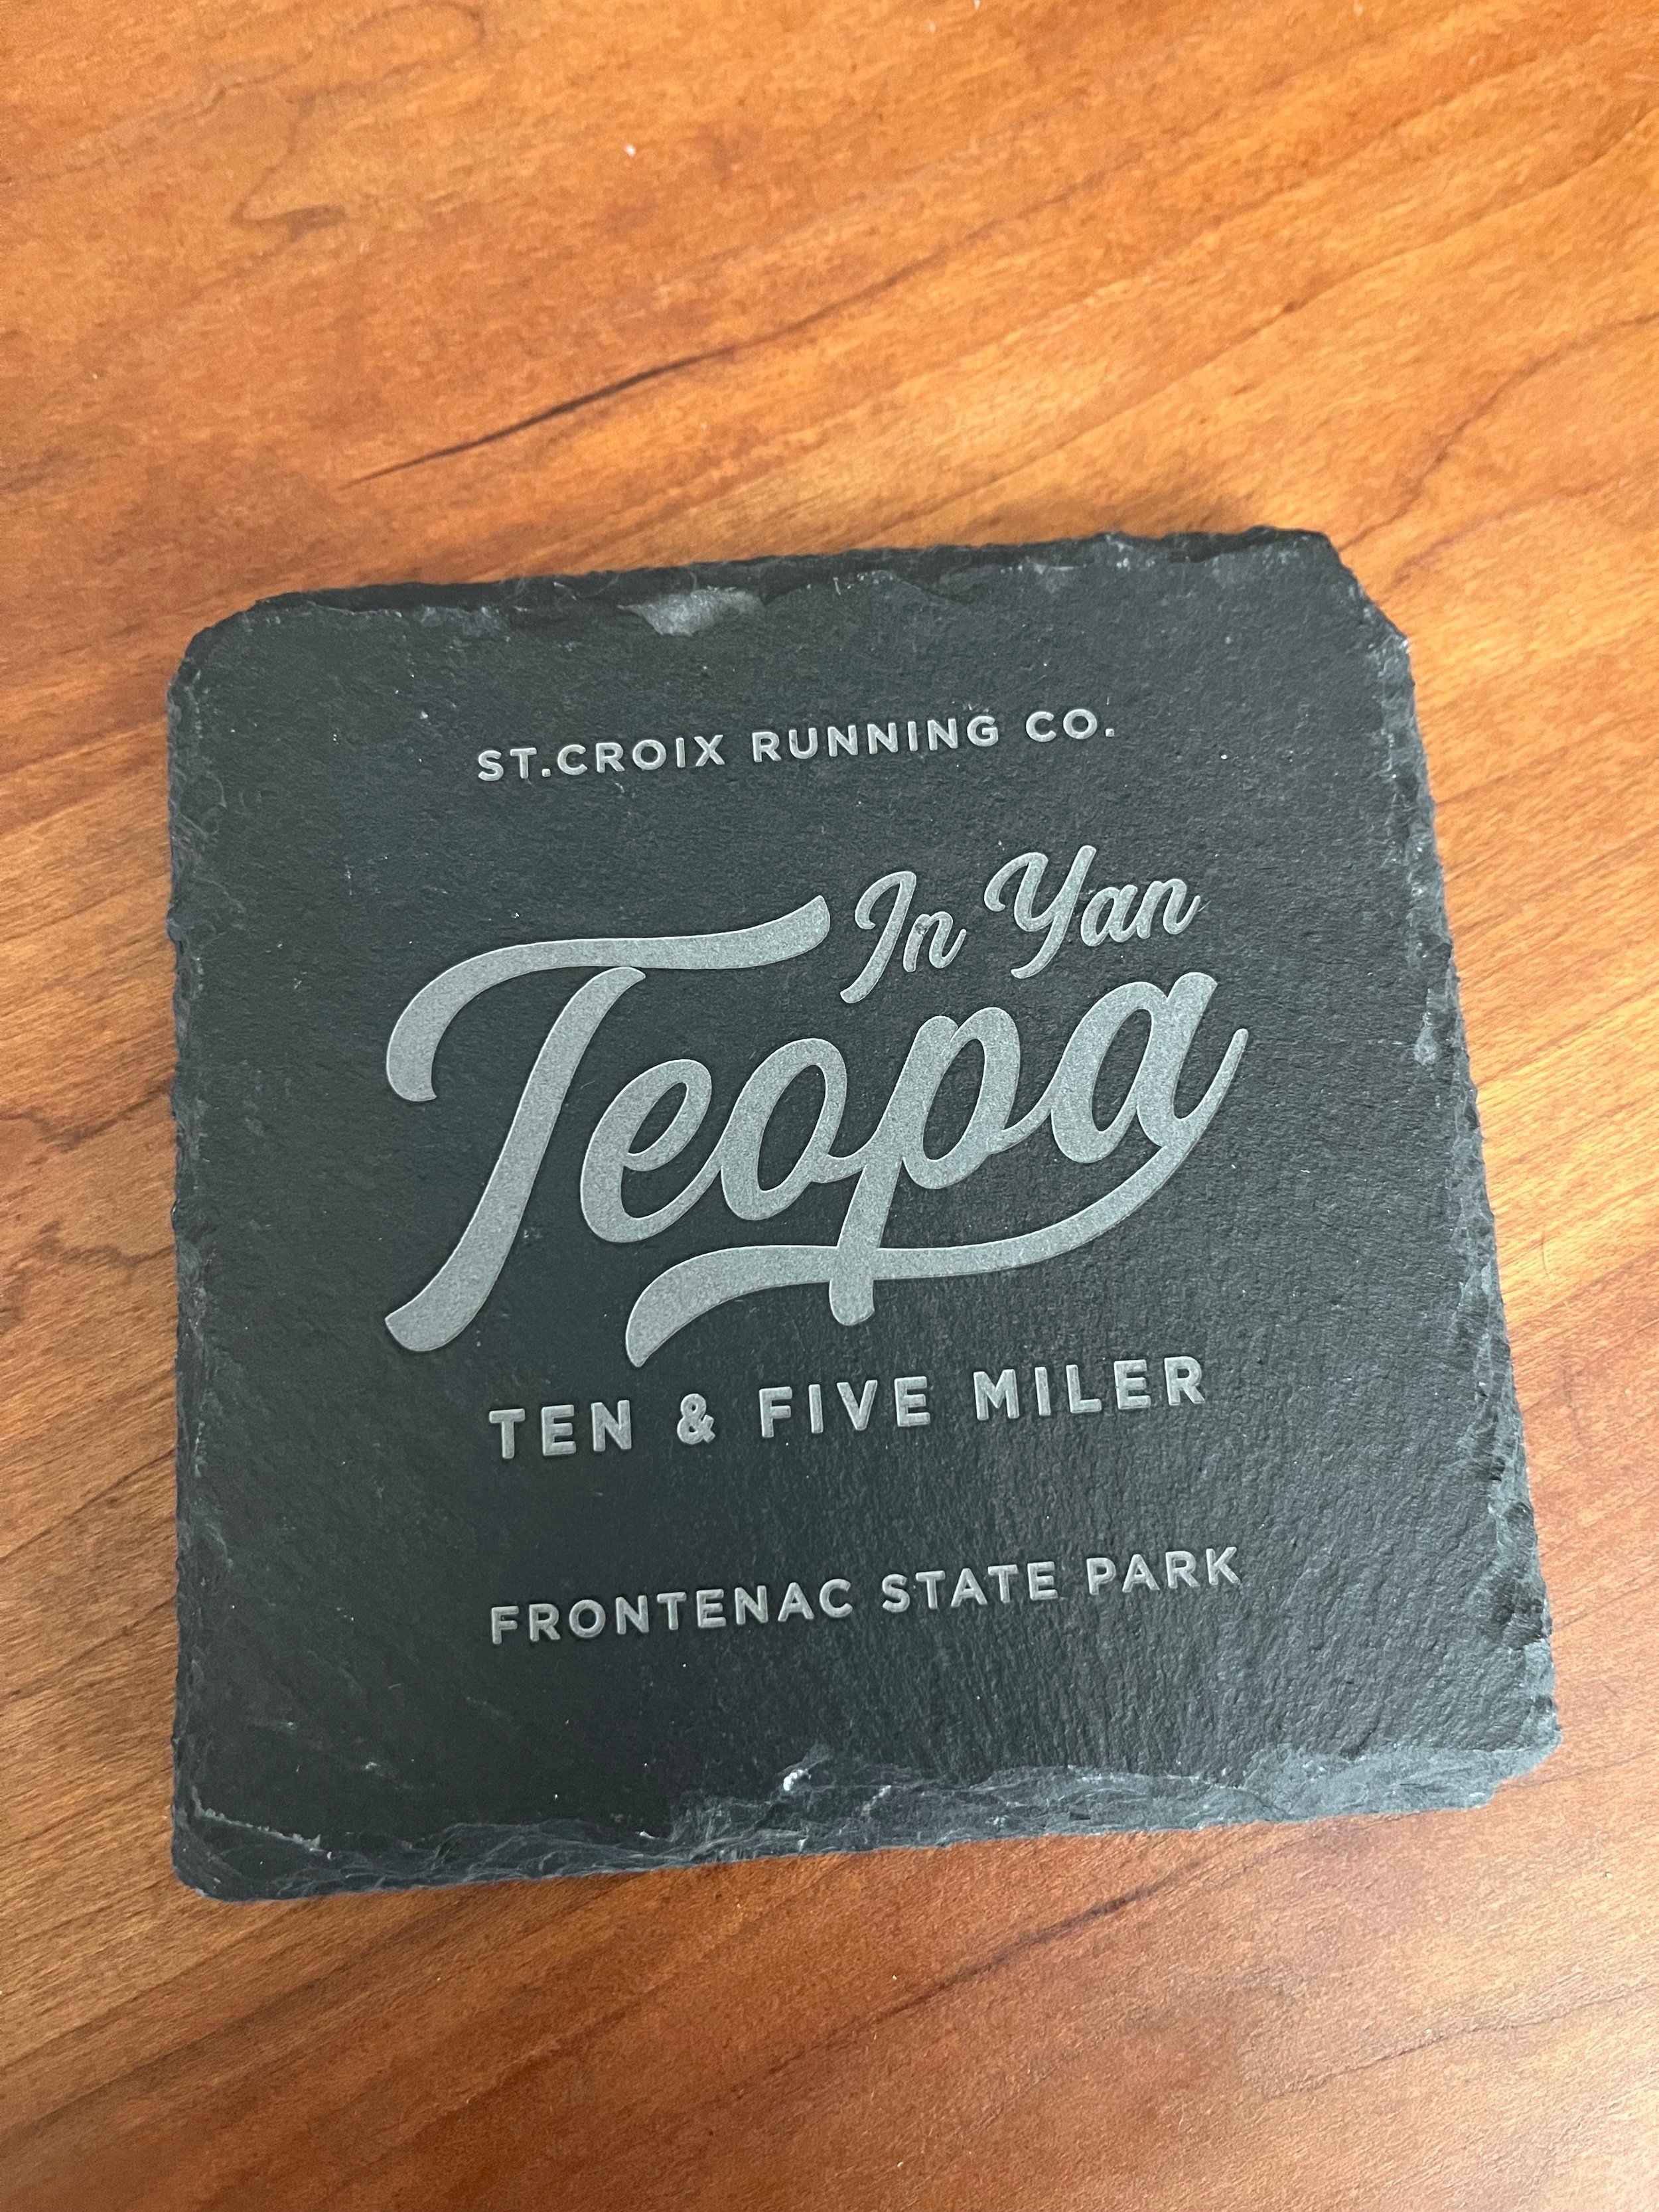 ST.CROIX RUNNING CO.
In Yan
Teopa
TEN & FIVE MILER
FRONTENAC STATE PARK